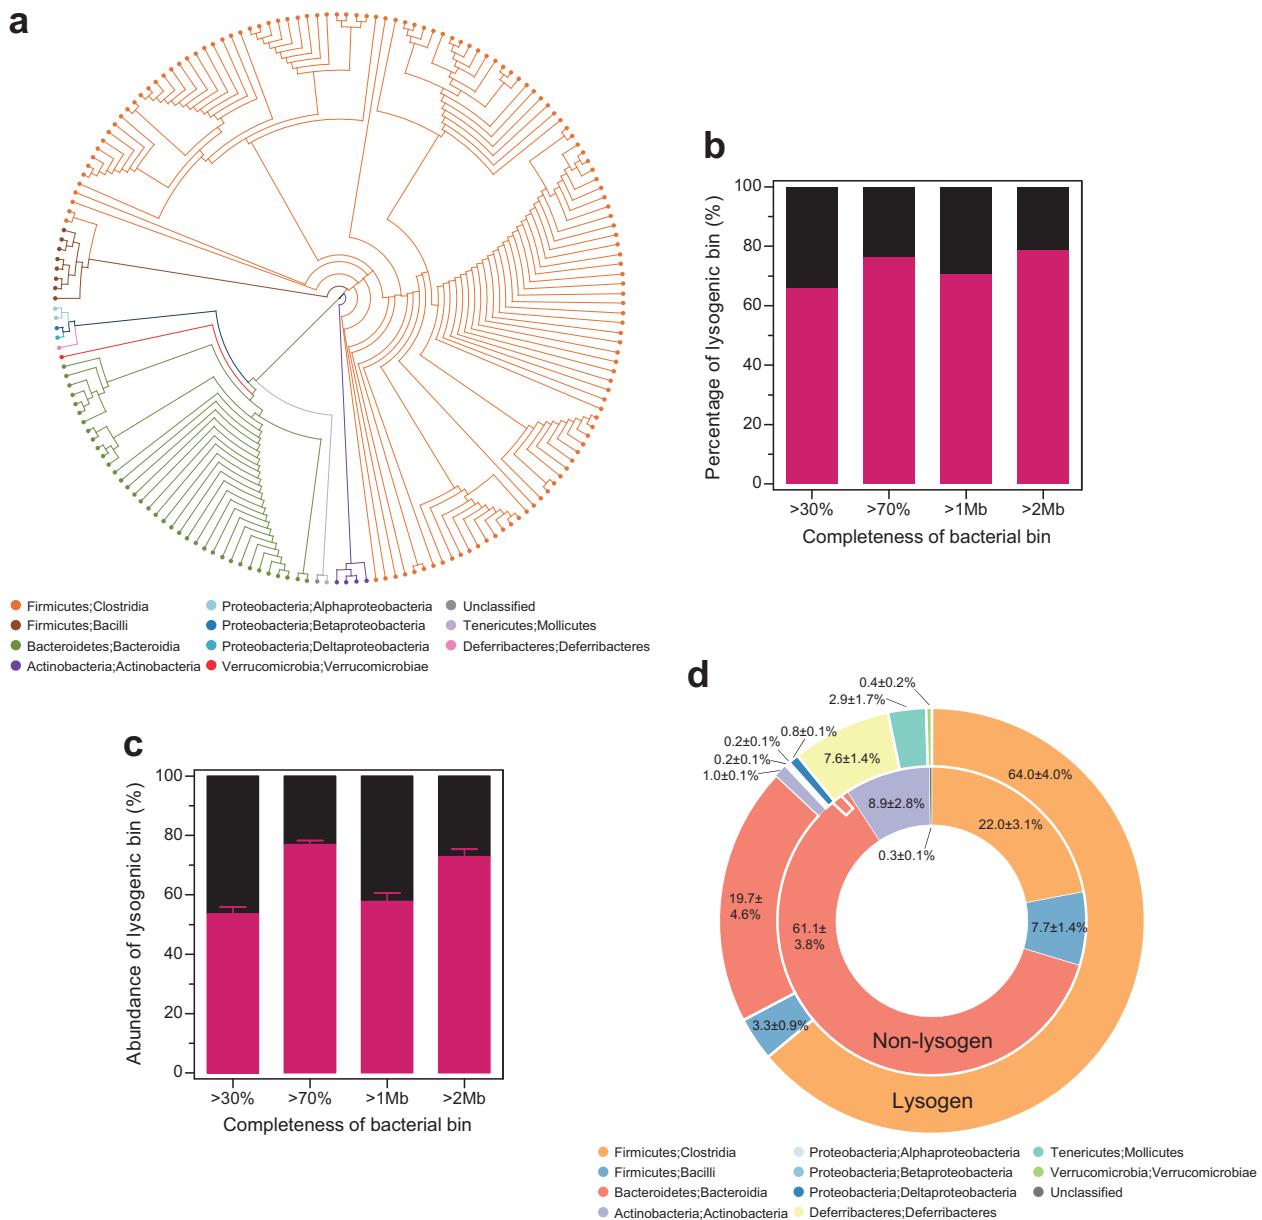 a
Firmicutes;Clostridia
Firmicutes;Bacilli
Bacteroidetes;Bacteroidia
Actinobacteria;Actinobacteria
Proteobacteria;Alphaproteobacteria
Proteobacteria;Betaproteobacteria
Proteobacteria;Deltaproteobacteria
Verrucomicrobia;Verrucomicrobiae
Unclassified
Tenericutes;Mollicutes
Deferribacteres;Deferribacteres
b
Percentage of lysogenic bin (%)
100
80
60
40
20
0
>30% >70% >1Mb >2Mb
Completeness of bacterial bin
c
Abundance of lysogenic bin (%)
100
80
60
40
20
0
>30% >70% >1Mb >2Mb
Completeness of bacterial bin
d
0.4±0.2%
2.9±1.7%
0.8±0.1%
0.2±0.1%
0.2±0.1%
1.0±0.1%
7.6±1.4%
64.0±4.0%
8.9±2.8%
22.0±3.1%
0.3±0.1%
19.7±
4.6%
61.1±
3.8%
7.7±1.4%
3.3±0.9%
Non-lysogen
Lysogen
Firmicutes;Clostridia
Firmicutes;Bacilli
Bacteroidetes;Bacteroidia
Actinobacteria;Actinobacteria
Proteobacteria;Alphaproteobacteria
Proteobacteria;Betaproteobacteria
Proteobacteria;Deltaproteobacteria
Deferribacteres;Deferribacteres
Tenericutes;Mollicutes
Verrucomicrobia;Verrucomicrobiae
Unclassified